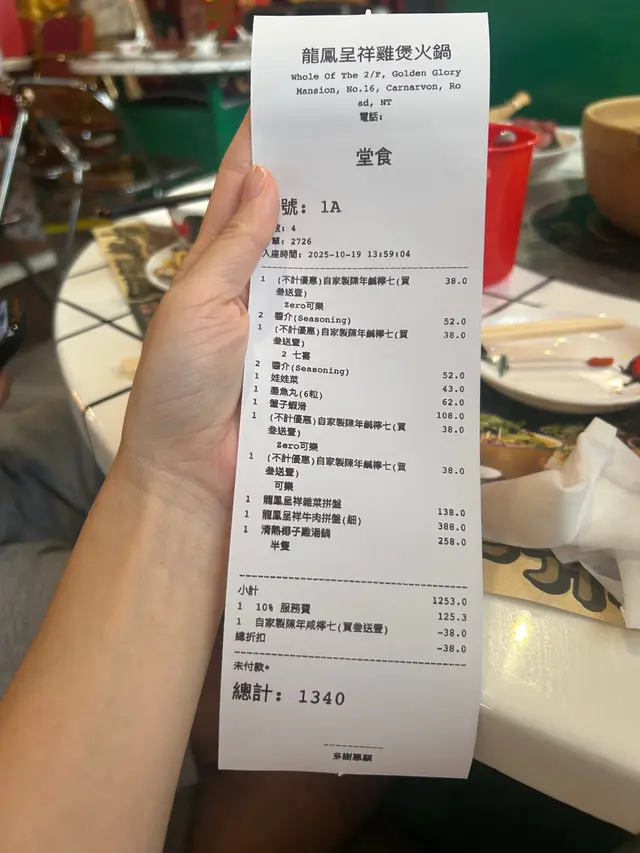 龍鳳呈祥雞煲火鍋
Whole Of The 2/F, Golden Glory
Mansion, No.16, Carnarvon, Ro
ad, NT
電話:
堂食
號: 1A
數: 4
單: 2726
入座時間: 2025-10-19 13:59:04
1 (不計優惠)自家製陳年鹹檸七(買 38.0
叁送壹)
Zero可樂
2 醬介(Seasoning) 52.0
1 (不計優惠)自家製陳年鹹檸七(買 38.0
叁送壹)
2 七喜
2 醬介(Seasoning) 52.0
1 娃娃菜 43.0
1 墨魚丸(6粒) 62.0
1 蟹子蝦滑 108.0
1 (不計優惠)自家製陳年鹹檸七(買 38.0
叁送壹)
Zero可樂
1 (不計優惠)自家製陳年鹹檸七(買 38.0
叁送壹)
可樂
1 龍鳳呈祥雜菜拼盤 138.0
1 龍鳳呈祥牛肉拼盤(細) 388.0
1 清熱椰子雞湯鍋 258.0
半隻
小計 1253.0
1 10% 服務費 125.3
1 自家製陳年咸檸七(買叁送壹) -38.0
總折扣 -38.0
未付款*
總計: 1340
多謝惠顧